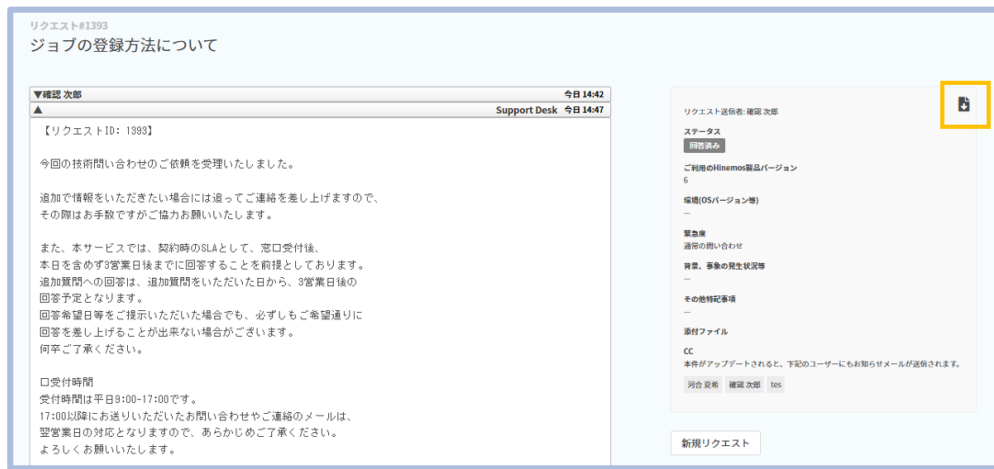 リクエスト#1393
ジョブの登録方法について
▼確認 次郎 今日 14:42
▲ Support Desk 今日 14:47
【リクエストID: 1393】
今回の技術問い合わせのご依頼を受理いたしました。
追加で情報をいただきたい場合には追ってご連絡を差し上げますので、
その際はお手数ですがご協力お願いいたします。
また、本サービスでは、契約時のSLAとして、窓口受付後、
本日を含めず3営業日後までに回答することを前提としております。
追加質問への回答は、追加質問をいただいた日から、3営業日後の
回答予定となります。
回答希望日等をご提示いただいた場合でも、必ずしもご希望通りに
回答を差し上げることが出来ない場合がございます。
何卒ご了承ください。
口受付時間
受付時間は平日9:00-17:00です。
17:00以降にお送りいただいたお問い合わせやご連絡のメールは、
翌営業日の対応となりますので、あらかじめご了承ください。
よろしくお願いいたします。
リクエスト送信者: 確認 次郎
ステータス
回答済み
ご利用のHinemos製品バージョン
6
環境(OSバージョン等)
—
緊急度
通常の問い合わせ
背景、事象の発生状況等
—
その他特記事項
—
添付ファイル
CC
本件がアップデートされると、下記のユーザーにもお知らせメールが送信されます。
河合 夏希 確認 次郎 tes
新規リクエスト